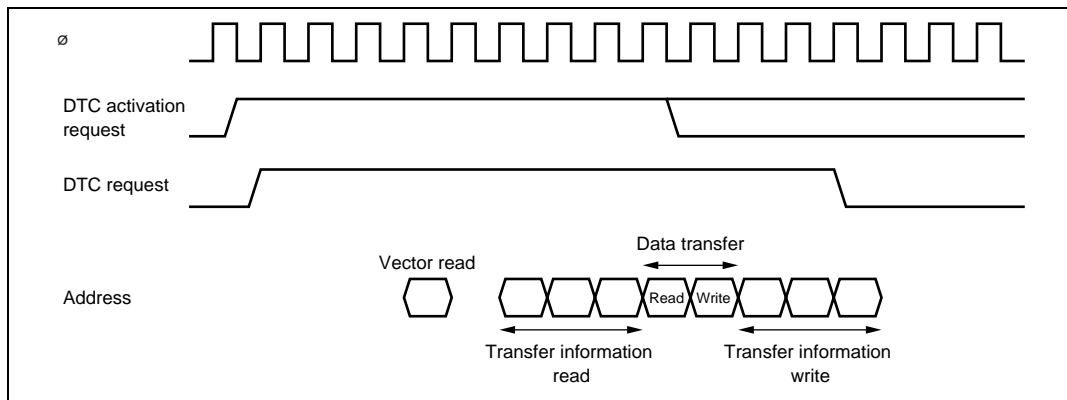 ø
DTC activation
request
DTC request
Data transfer
Vector read
Address
Read Write
Transfer information
read
Transfer information
write